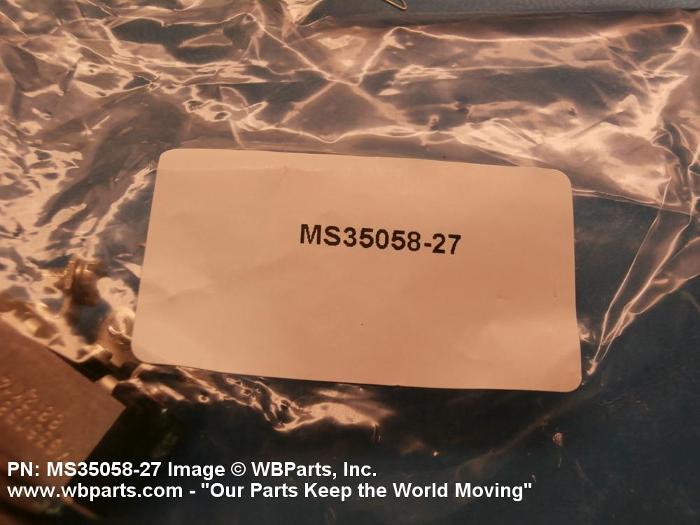 MS35058-27
PN: MS35058-27 Image © WBParts, Inc.
www.wbparts.com - "Our Parts Keep the World Moving"